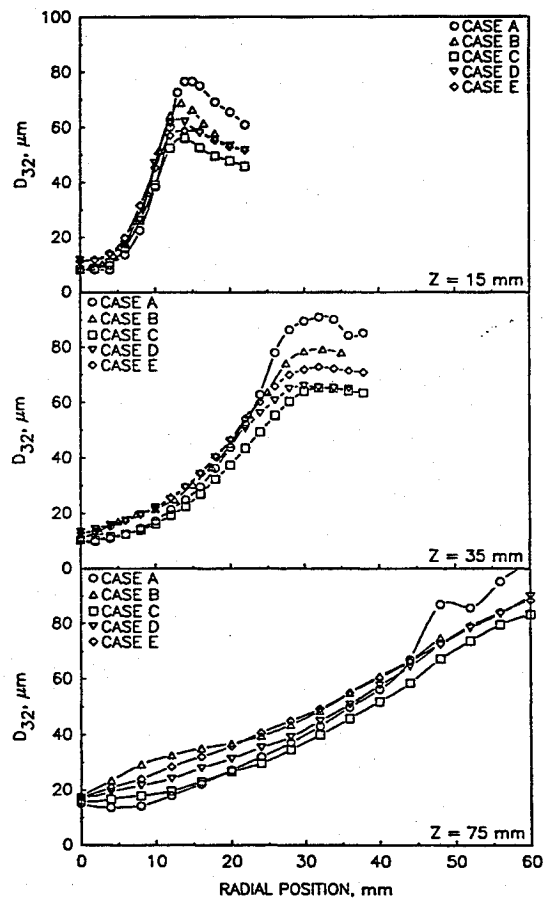 100
80
60
40
20
0
D32, μm
CASE A
CASE B
CASE C
CASE D
CASE E
Z = 15 mm
80
60
40
20
0
D32, μm
CASE A
CASE B
CASE C
CASE D
CASE E
Z = 35 mm
80
60
40
20
0
D32, μm
CASE A
CASE B
CASE C
CASE D
CASE E
Z = 75 mm
0 10 20 30 40 50 60
RADIAL POSITION, mm